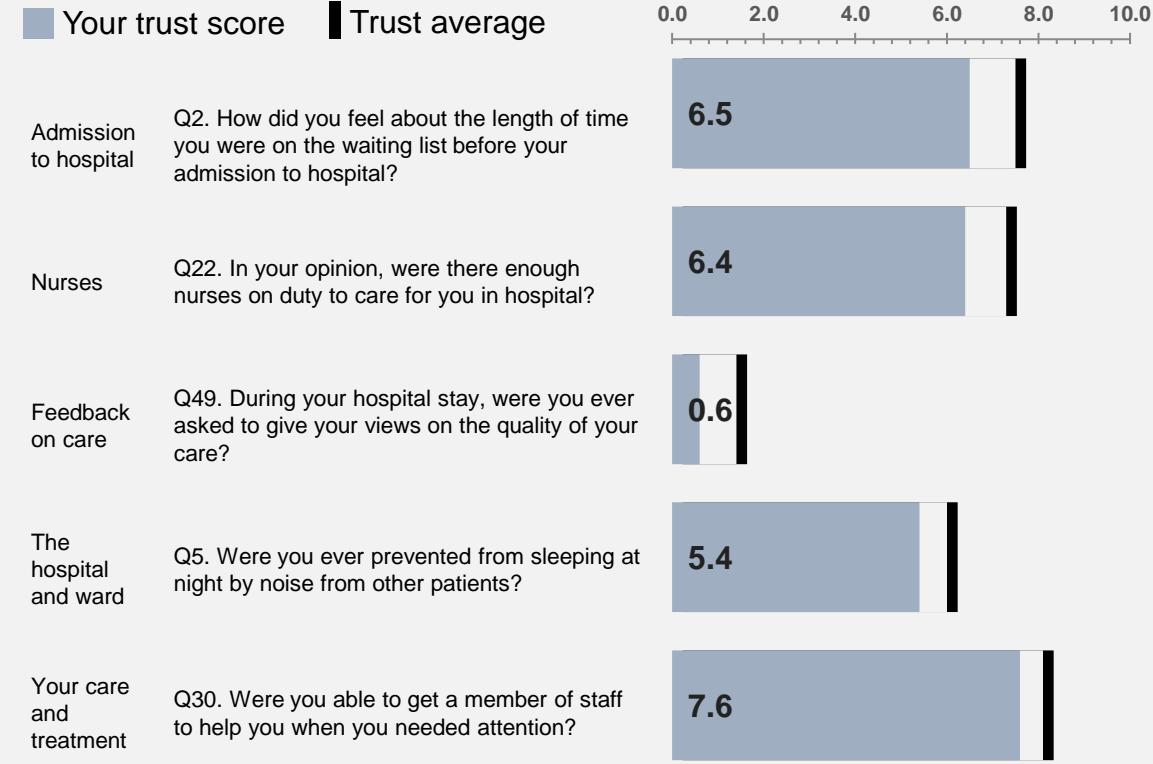 Your trust score
Trust average
0.0 2.0 4.0 6.0 8.0 10.0
Admission
to hospital
Q2. How did you feel about the length of time
you were on the waiting list before your
admission to hospital?
6.5
Nurses
Q22. In your opinion, were there enough
nurses on duty to care for you in hospital?
6.4
Feedback
on care
Q49. During your hospital stay, were you ever
asked to give your views on the quality of your
care?
0.6
The
hospital
and ward
Q5. Were you ever prevented from sleeping at
night by noise from other patients?
5.4
Your care
and
treatment
Q30. Were you able to get a member of staff
to help you when you needed attention?
7.6